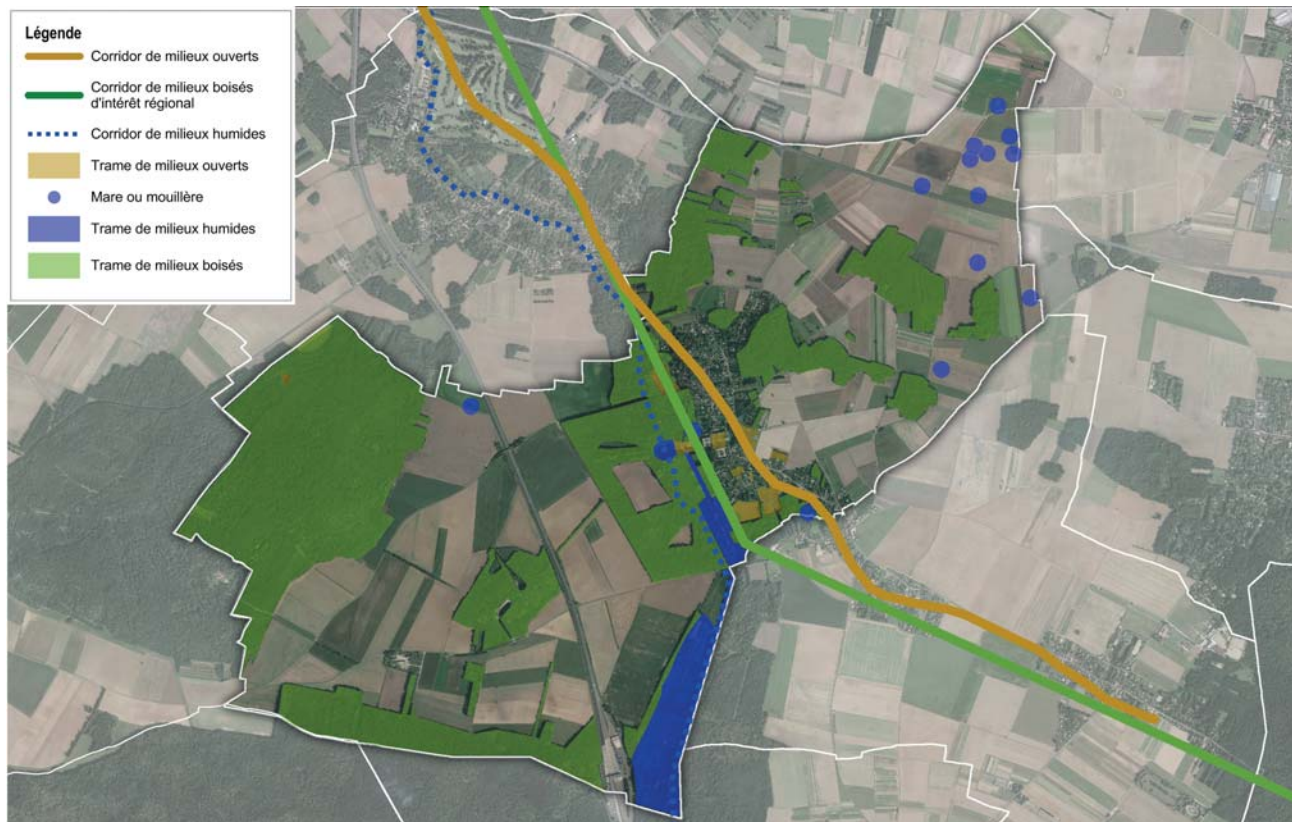 Légende
Corridor de milieux ouverts
Corridor de milieux boisés
d'intérêt régional
Corridor de milieux humides
Trame de milieux ouverts
Mare ou mouillère
Trame de milieux humides
Trame de milieux boisés